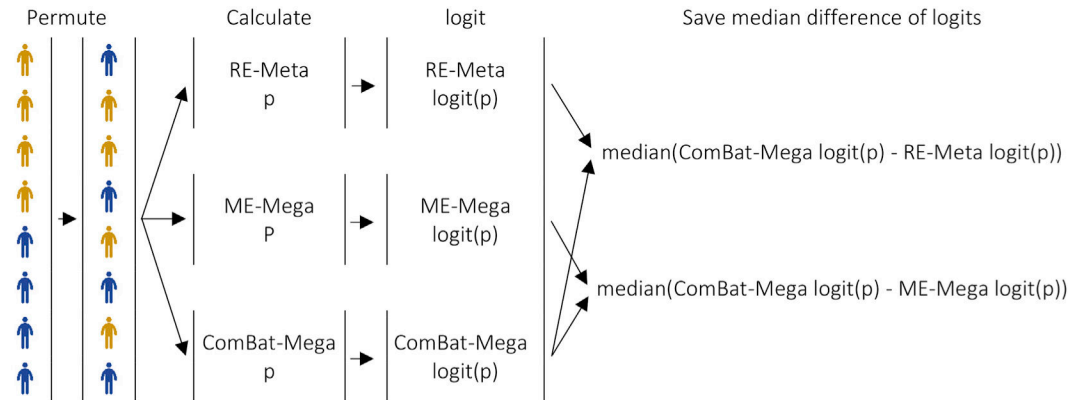 Permute
Calculate
logit
Save median difference of logits
RE-Meta
p
RE-Meta
logit(p)
median(ComBat-Mega logit(p) - RE-Meta logit(p))
ME-Mega
P
ME-Mega
logit(p)
median(ComBat-Mega logit(p) - ME-Mega logit(p))
ComBat-Mega
p
ComBat-Mega
logit(p)